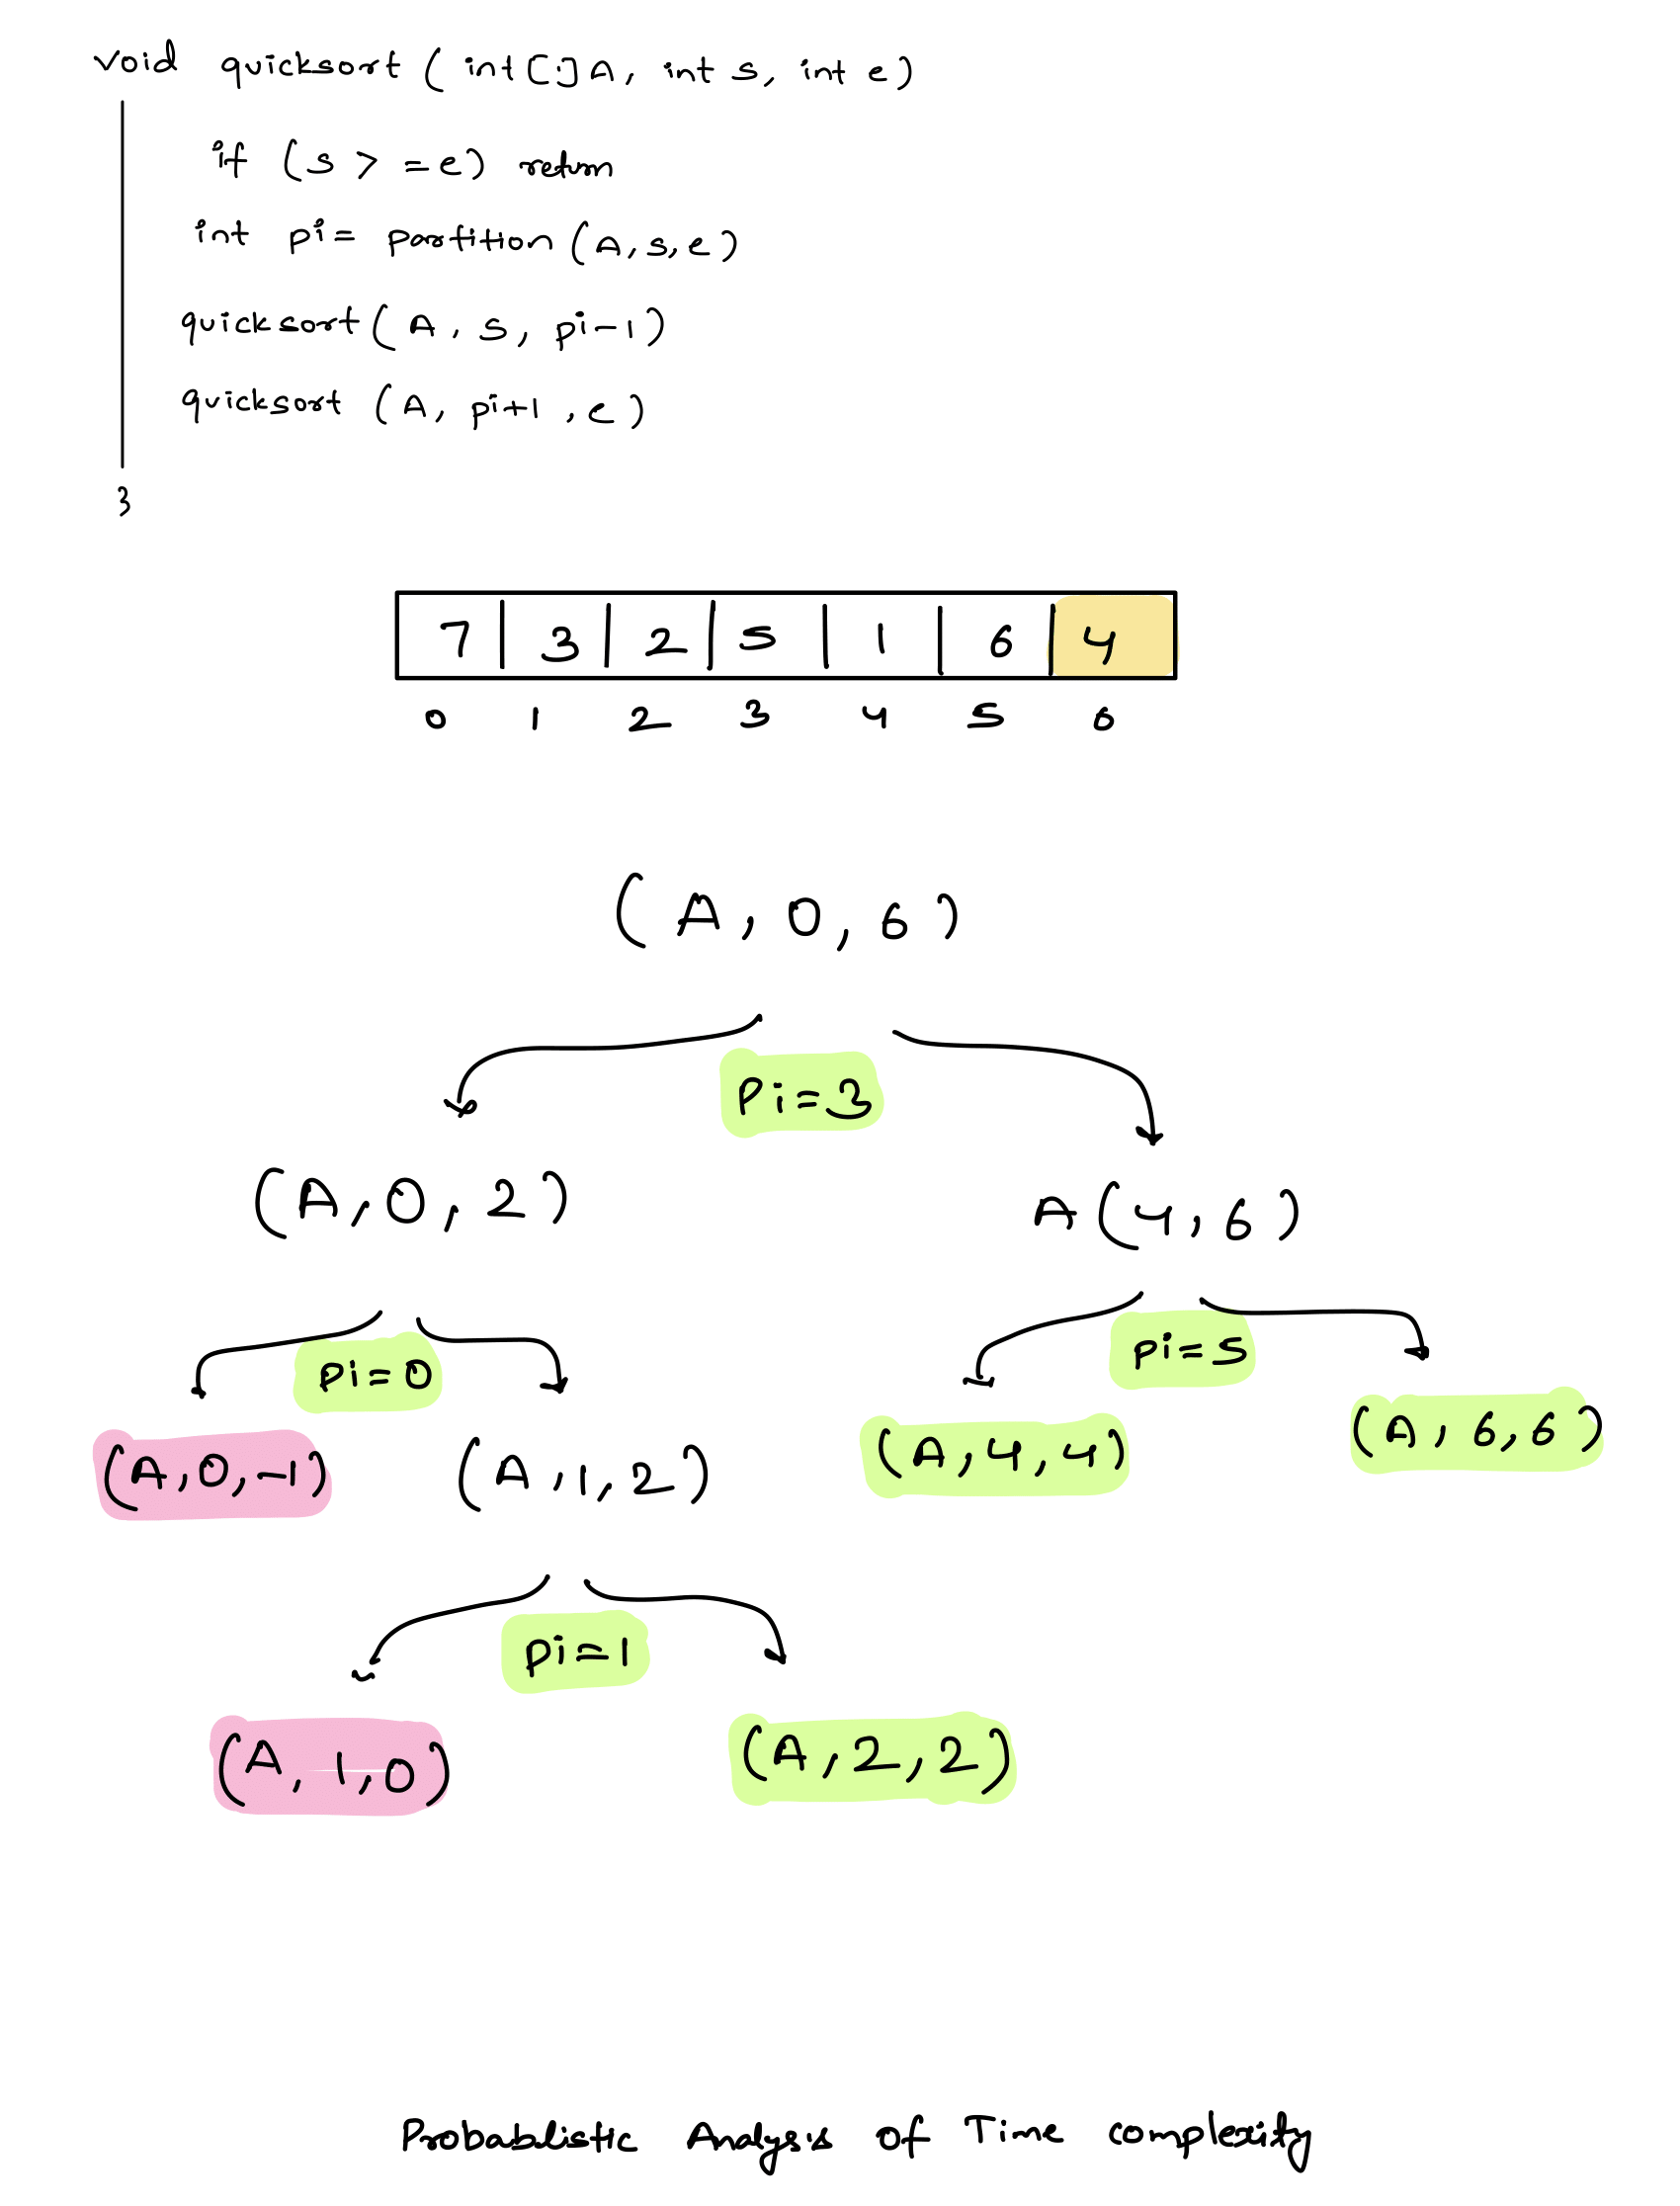 void quicksort ( int[:] A, int s, int e)
if (s > = e) return
int pi = partition (A, s, e)
quicksort ( A , s, pi-1 )
quicksort (A, pi+1 , e )
}
7 | 3 | 2 | 5 | 1 | 6 | 4
0 1 2 3 4 5 6
( A , 0 , 6 )
Pi=3
(A, 0, 2)
A (4, 6)
pi=0
pi=5
(A,0,-1)
(A,1,2)
(A,4,4)
(A, 6,6)
pi=1
(A, 1,0)
(A,2,2)
Probablistic Analysis of Time complexity